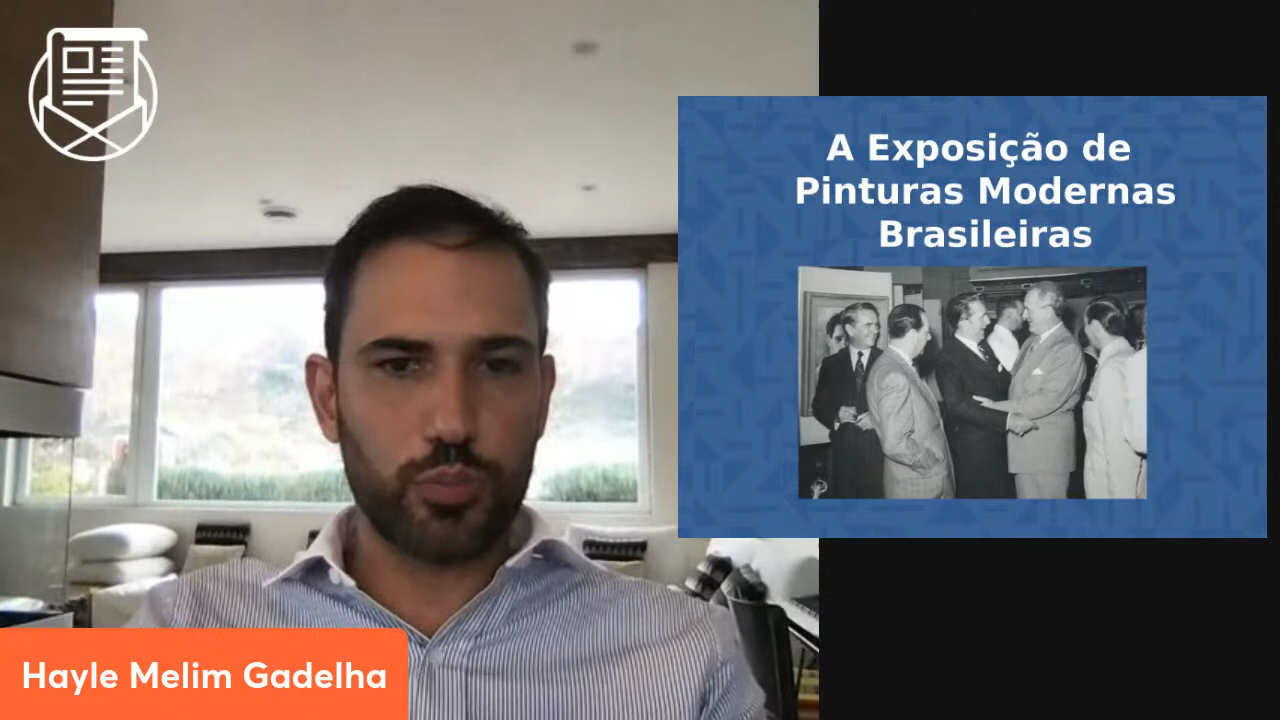 A Exposição de
Pinturas Modernas
Brasileiras
Hayle Melim Gadelha